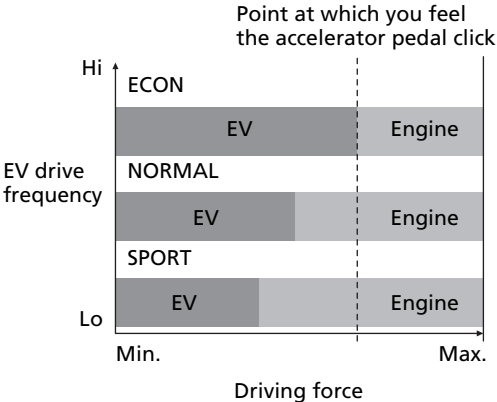 Point at which you feel
the accelerator pedal click
Hi
ECON
EV Engine
EV drive
frequency
NORMAL
EV Engine
SPORT
EV Engine
Lo
Min. Max.
Driving force